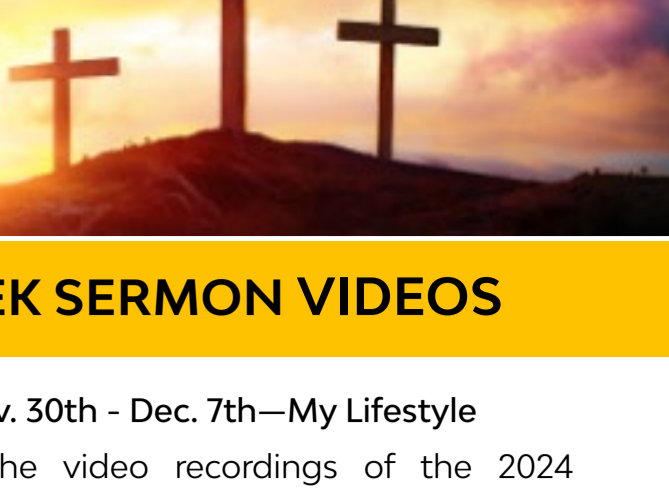 EK SERMON VIDEOS
v. 30th - Dec. 7th—My Lifestyle
he video recordings of the 2024